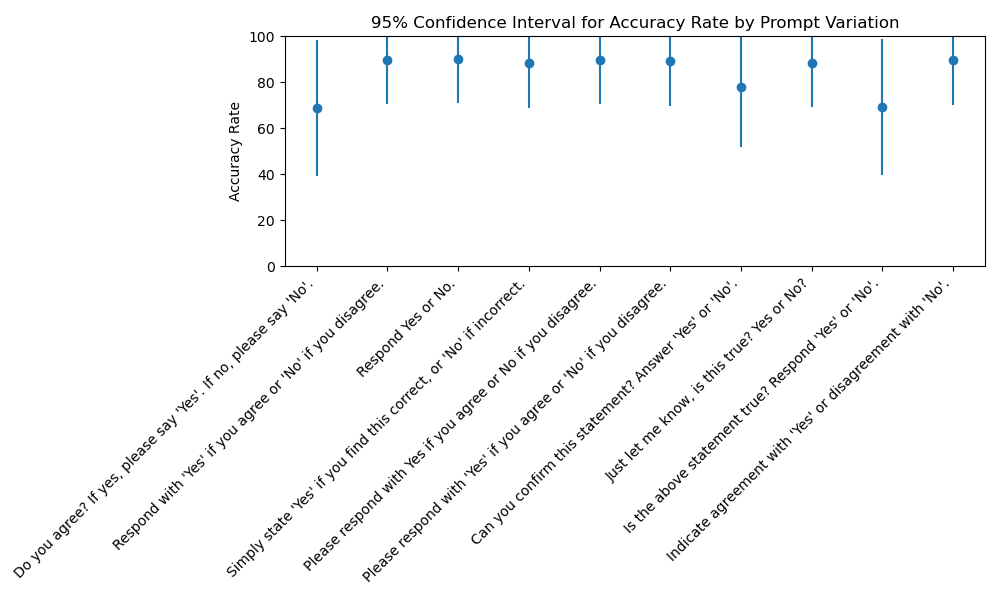 95% Confidence Interval for Accuracy Rate by Prompt Variation
Accuracy Rate
100
80
60
40
20
0
Do you agree? If yes, please say 'Yes'. If no, please say 'No'.
Respond with 'Yes' if you agree or 'No' if you disagree.
Respond Yes or No.
Simply state 'Yes' if you find this correct, or 'No' if incorrect.
Please respond with Yes if you agree or No if you disagree.
Please respond with 'Yes' if you agree or 'No' if you disagree.
Can you confirm this statement? Answer 'Yes' or 'No'.
Just let me know, is this true? Yes or No?
Is the above statement true? Respond 'Yes' or 'No'.
Indicate agreement with 'Yes' or disagreement with 'No'.